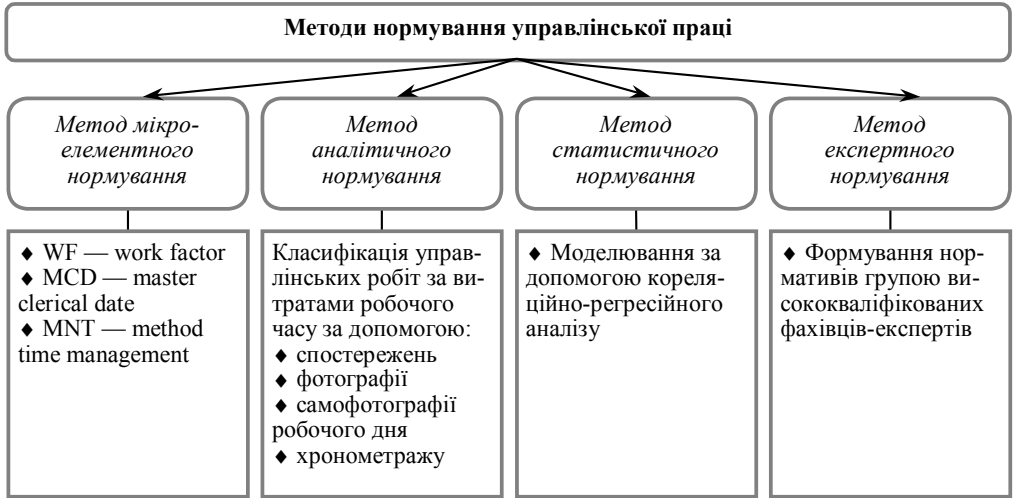 Методи нормування управлінської праці
Метод мікро-
елементного
нормування
Метод
аналітичного
нормування
Метод
статистичного
нормування
Метод
експертного
нормування
♦ WF — work factor
♦ MCD — master
clerical date
♦ MNT — method
time management
Класифікація управ-
лінських робіт за ви-
тратами робочого
часу за допомогою:
♦ спостережень
♦ фотографії
♦ самофотографії
робочого дня
♦ хронометражу
♦ Моделювання за
допомогою кореля-
ційно-регресійного
аналізу
♦ Формування нор-
мативів групою ви-
сококваліфікованих
фахівців-експертів